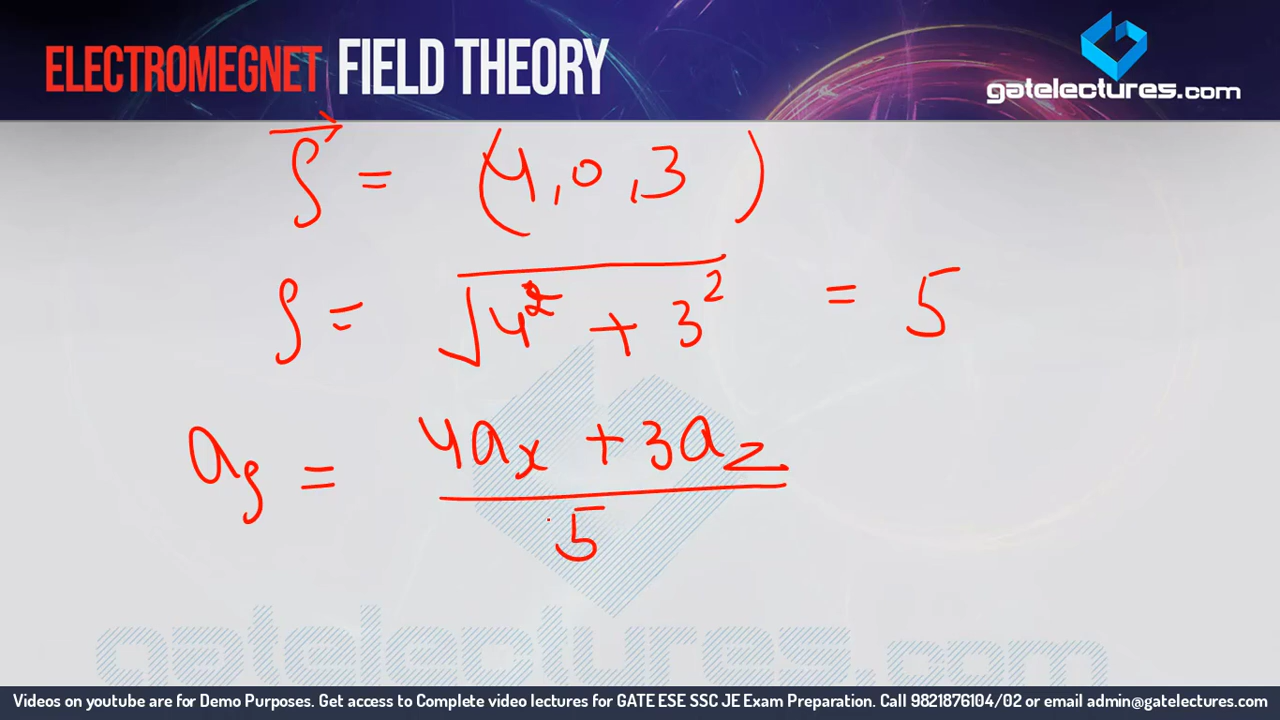 ELECTROMEGNET FIELD THEORY
gatelectures.com
ρ⃗ = (4,0,3)
ρ = √4² + 3² = 5
aρ = 4ax + 3az
5
gatelectures.com
Videos on youtube are for Demo Purposes. Get access to Complete video lectures for GATE ESE SSC JE Exam Preparation. Call 9821876104/02 or email admin@gatelectures.com